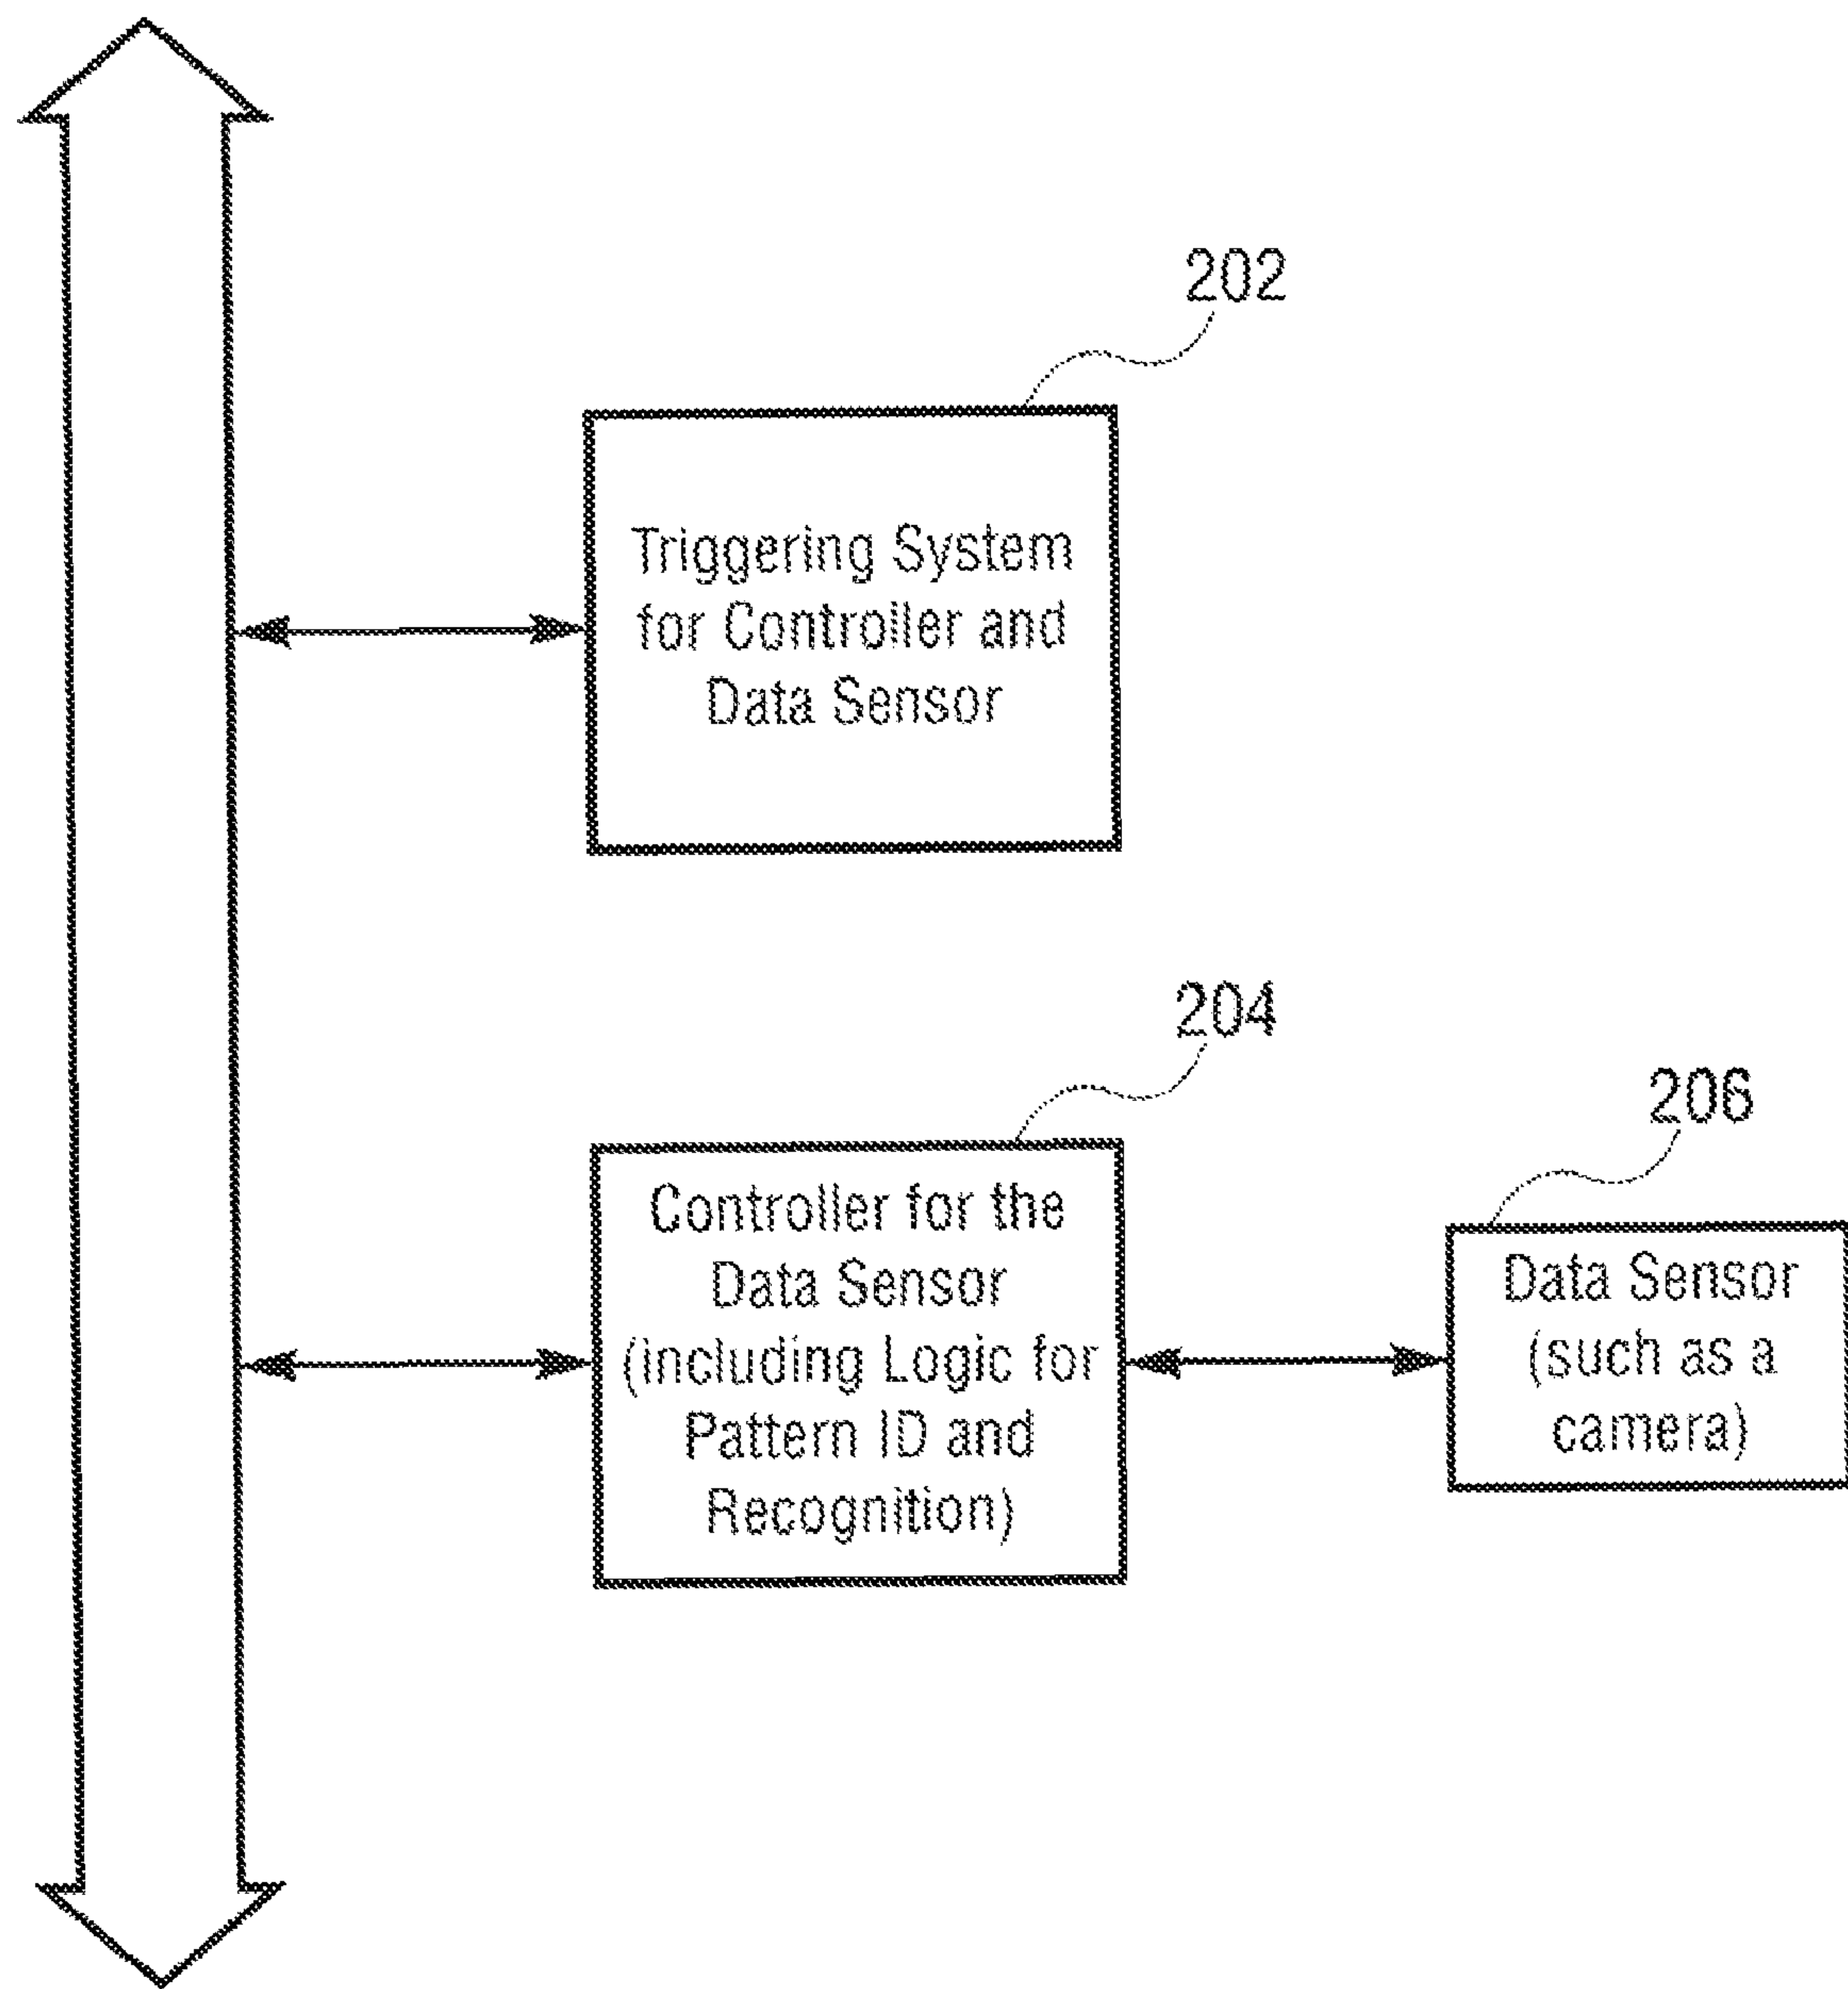 202
Triggering System
for Controller and
Data Sensor
204
Controller for the
Data Sensor
(including Logic for
Pattern ID and
Recognition)
206
Data Sensor
(such as a
camera)